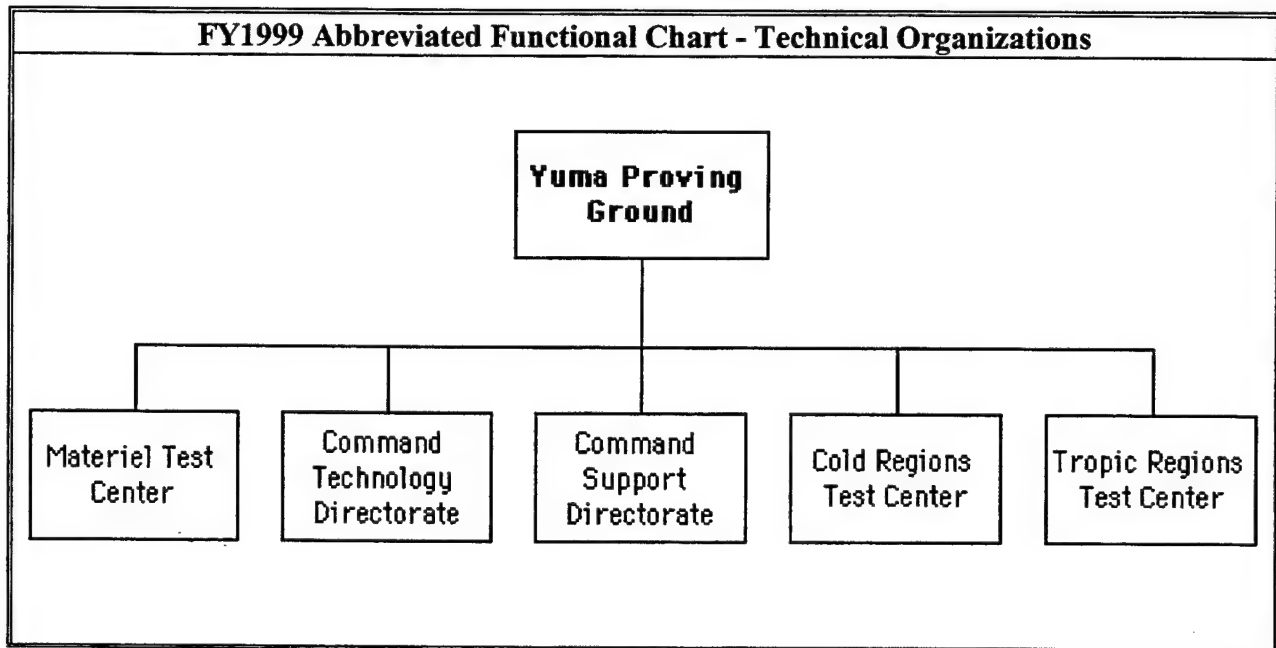 FY1999 Abbreviated Functional Chart - Technical Organizations
Yuma Proving
Ground
Materiel Test
Center
Command
Technology
Directorate
Command
Support
Directorate
Cold Regions
Test Center
Tropic Regions
Test Center